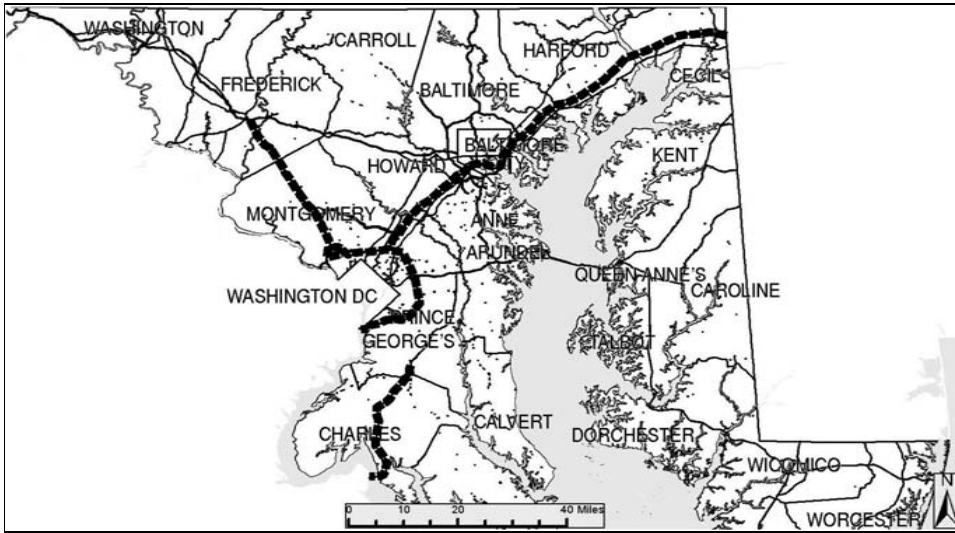 WASHINGTON
CARROLL
HARFORD
FREDERICK
BALTIMORE
CECIL
BALTIMORE
CITY
HOWARD
KENT
MONTGOMERY
ANNE
ARUNDEL
QUEEN ANNE'S
CAROLINE
WASHINGTON DC
PRINCE
GEORGE'S
TALBOT
CHARLES
CALVERT
DORCHESTER
WICOMICO
WORCESTER
N
0 10 20 40 Miles